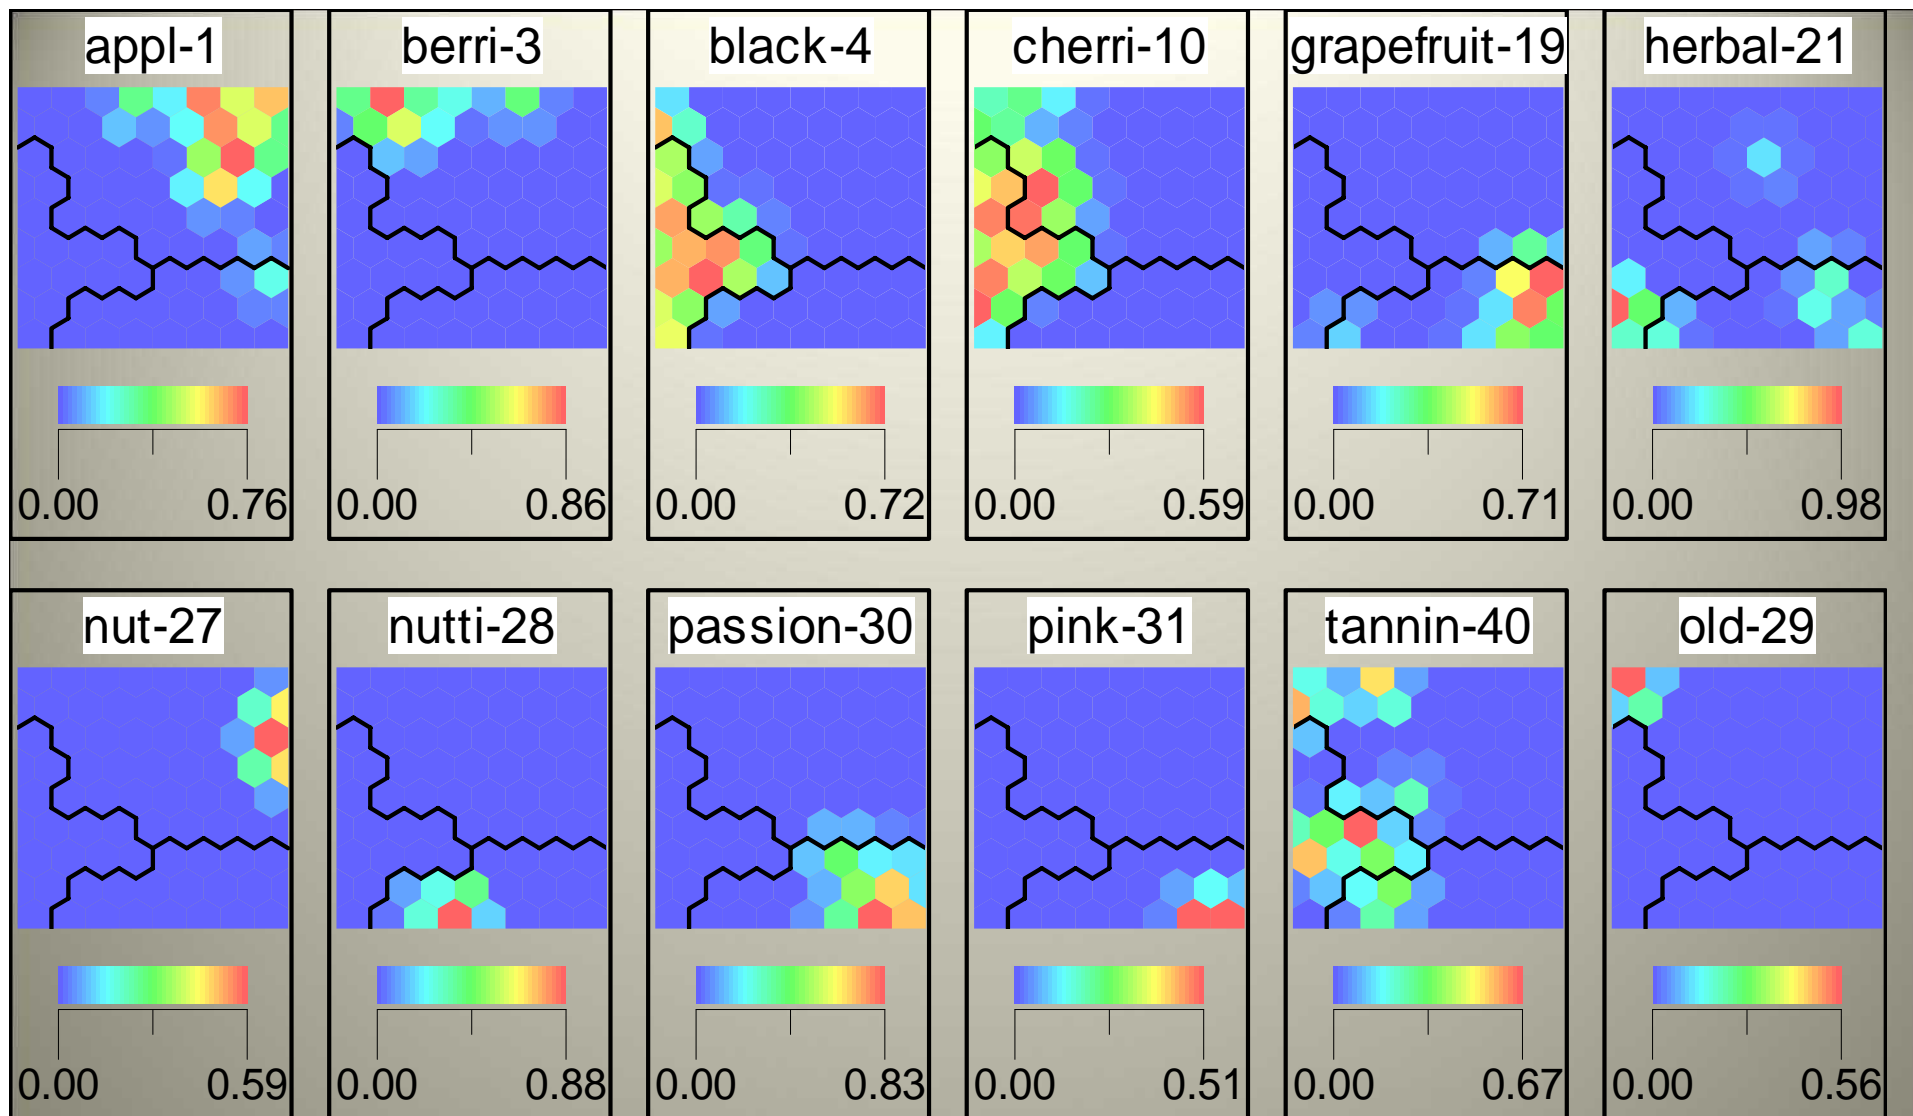 appl-1 berri-3 black-4 cherri-10 grapefruit-19 herbal-21
0.00 0.76 0.00 0.86 0.00 0.72 0.00 0.59 0.00 0.71 0.00 0.98
nut-27 nutti-28 passion-30 pink-31 tannin-40 old-29
0.00 0.59 0.00 0.88 0.00 0.83 0.00 0.51 0.00 0.67 0.00 0.56